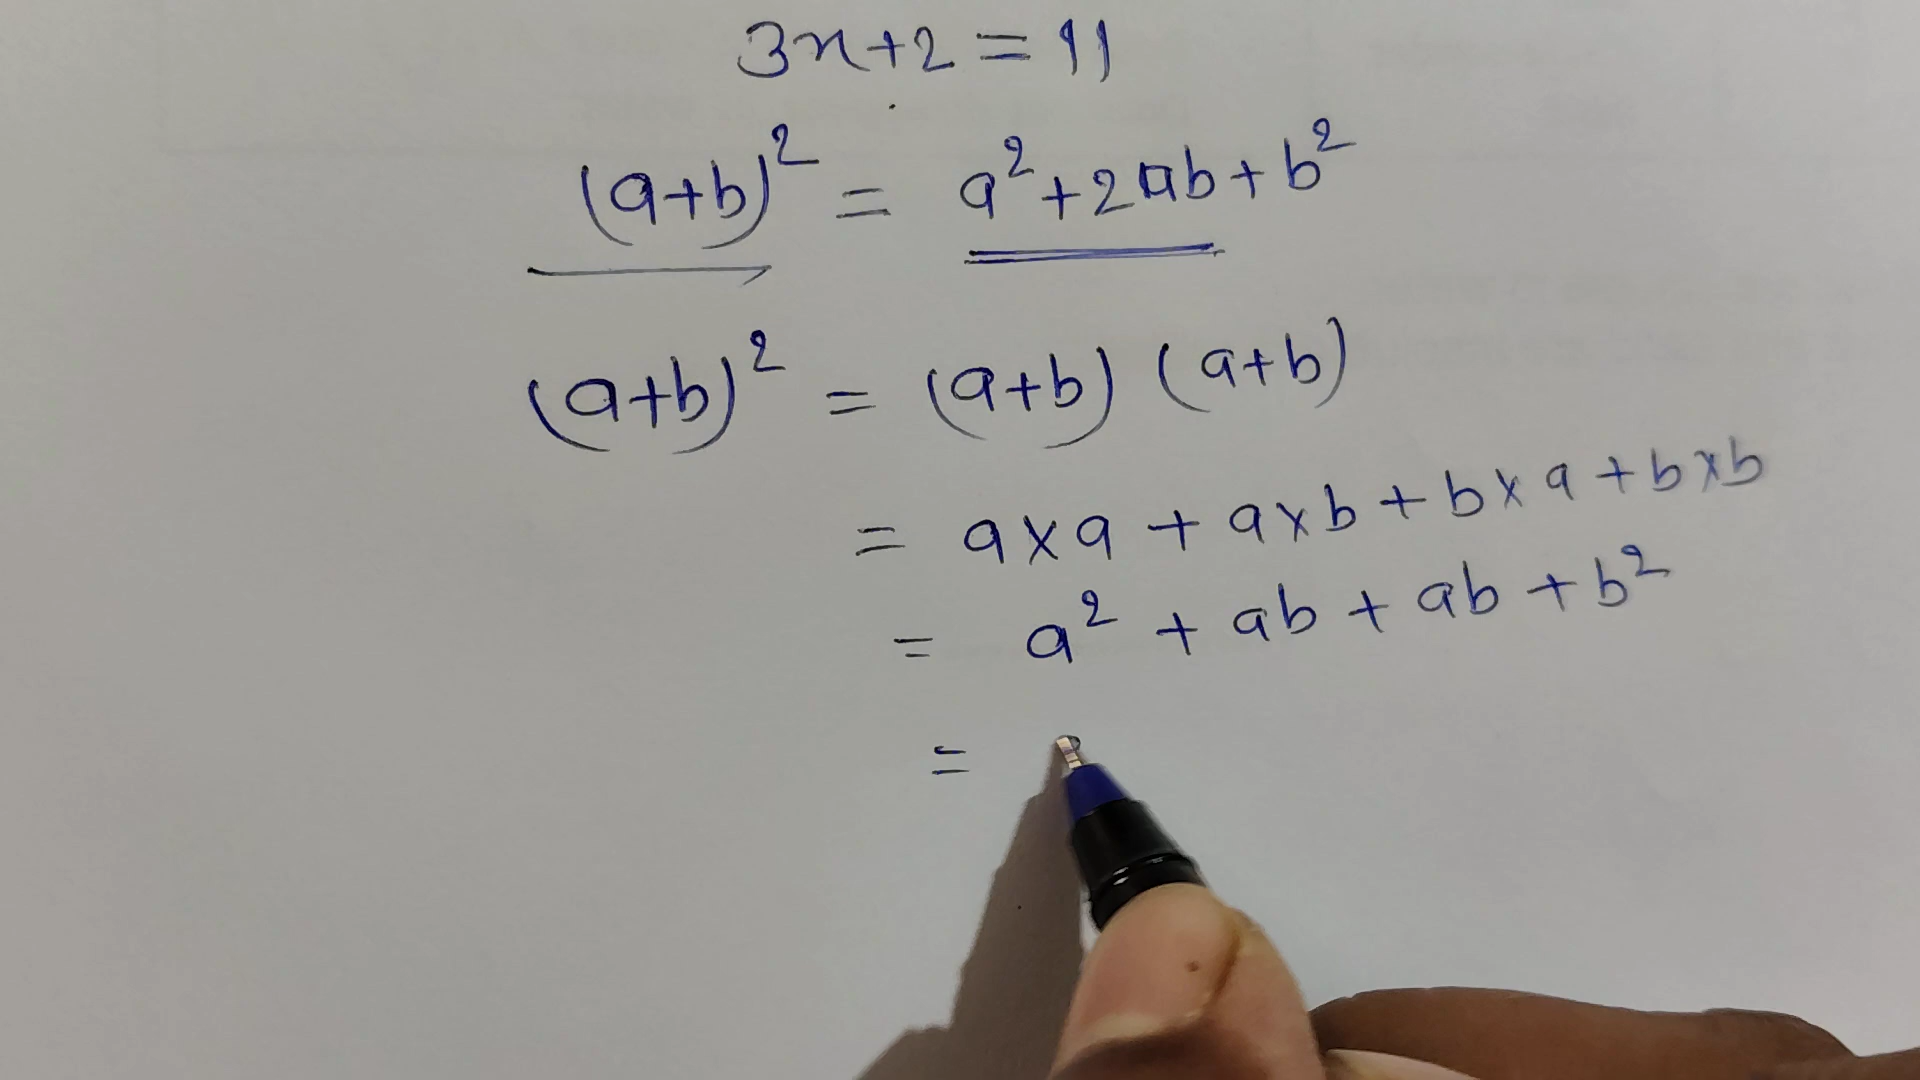 3x+2 = 11
(a+b)² = a²+2ab+b²
(a+b)² = (a+b) (a+b)
= a×a + a×b + b×a + b×b
= a² + ab + ab + b²
=